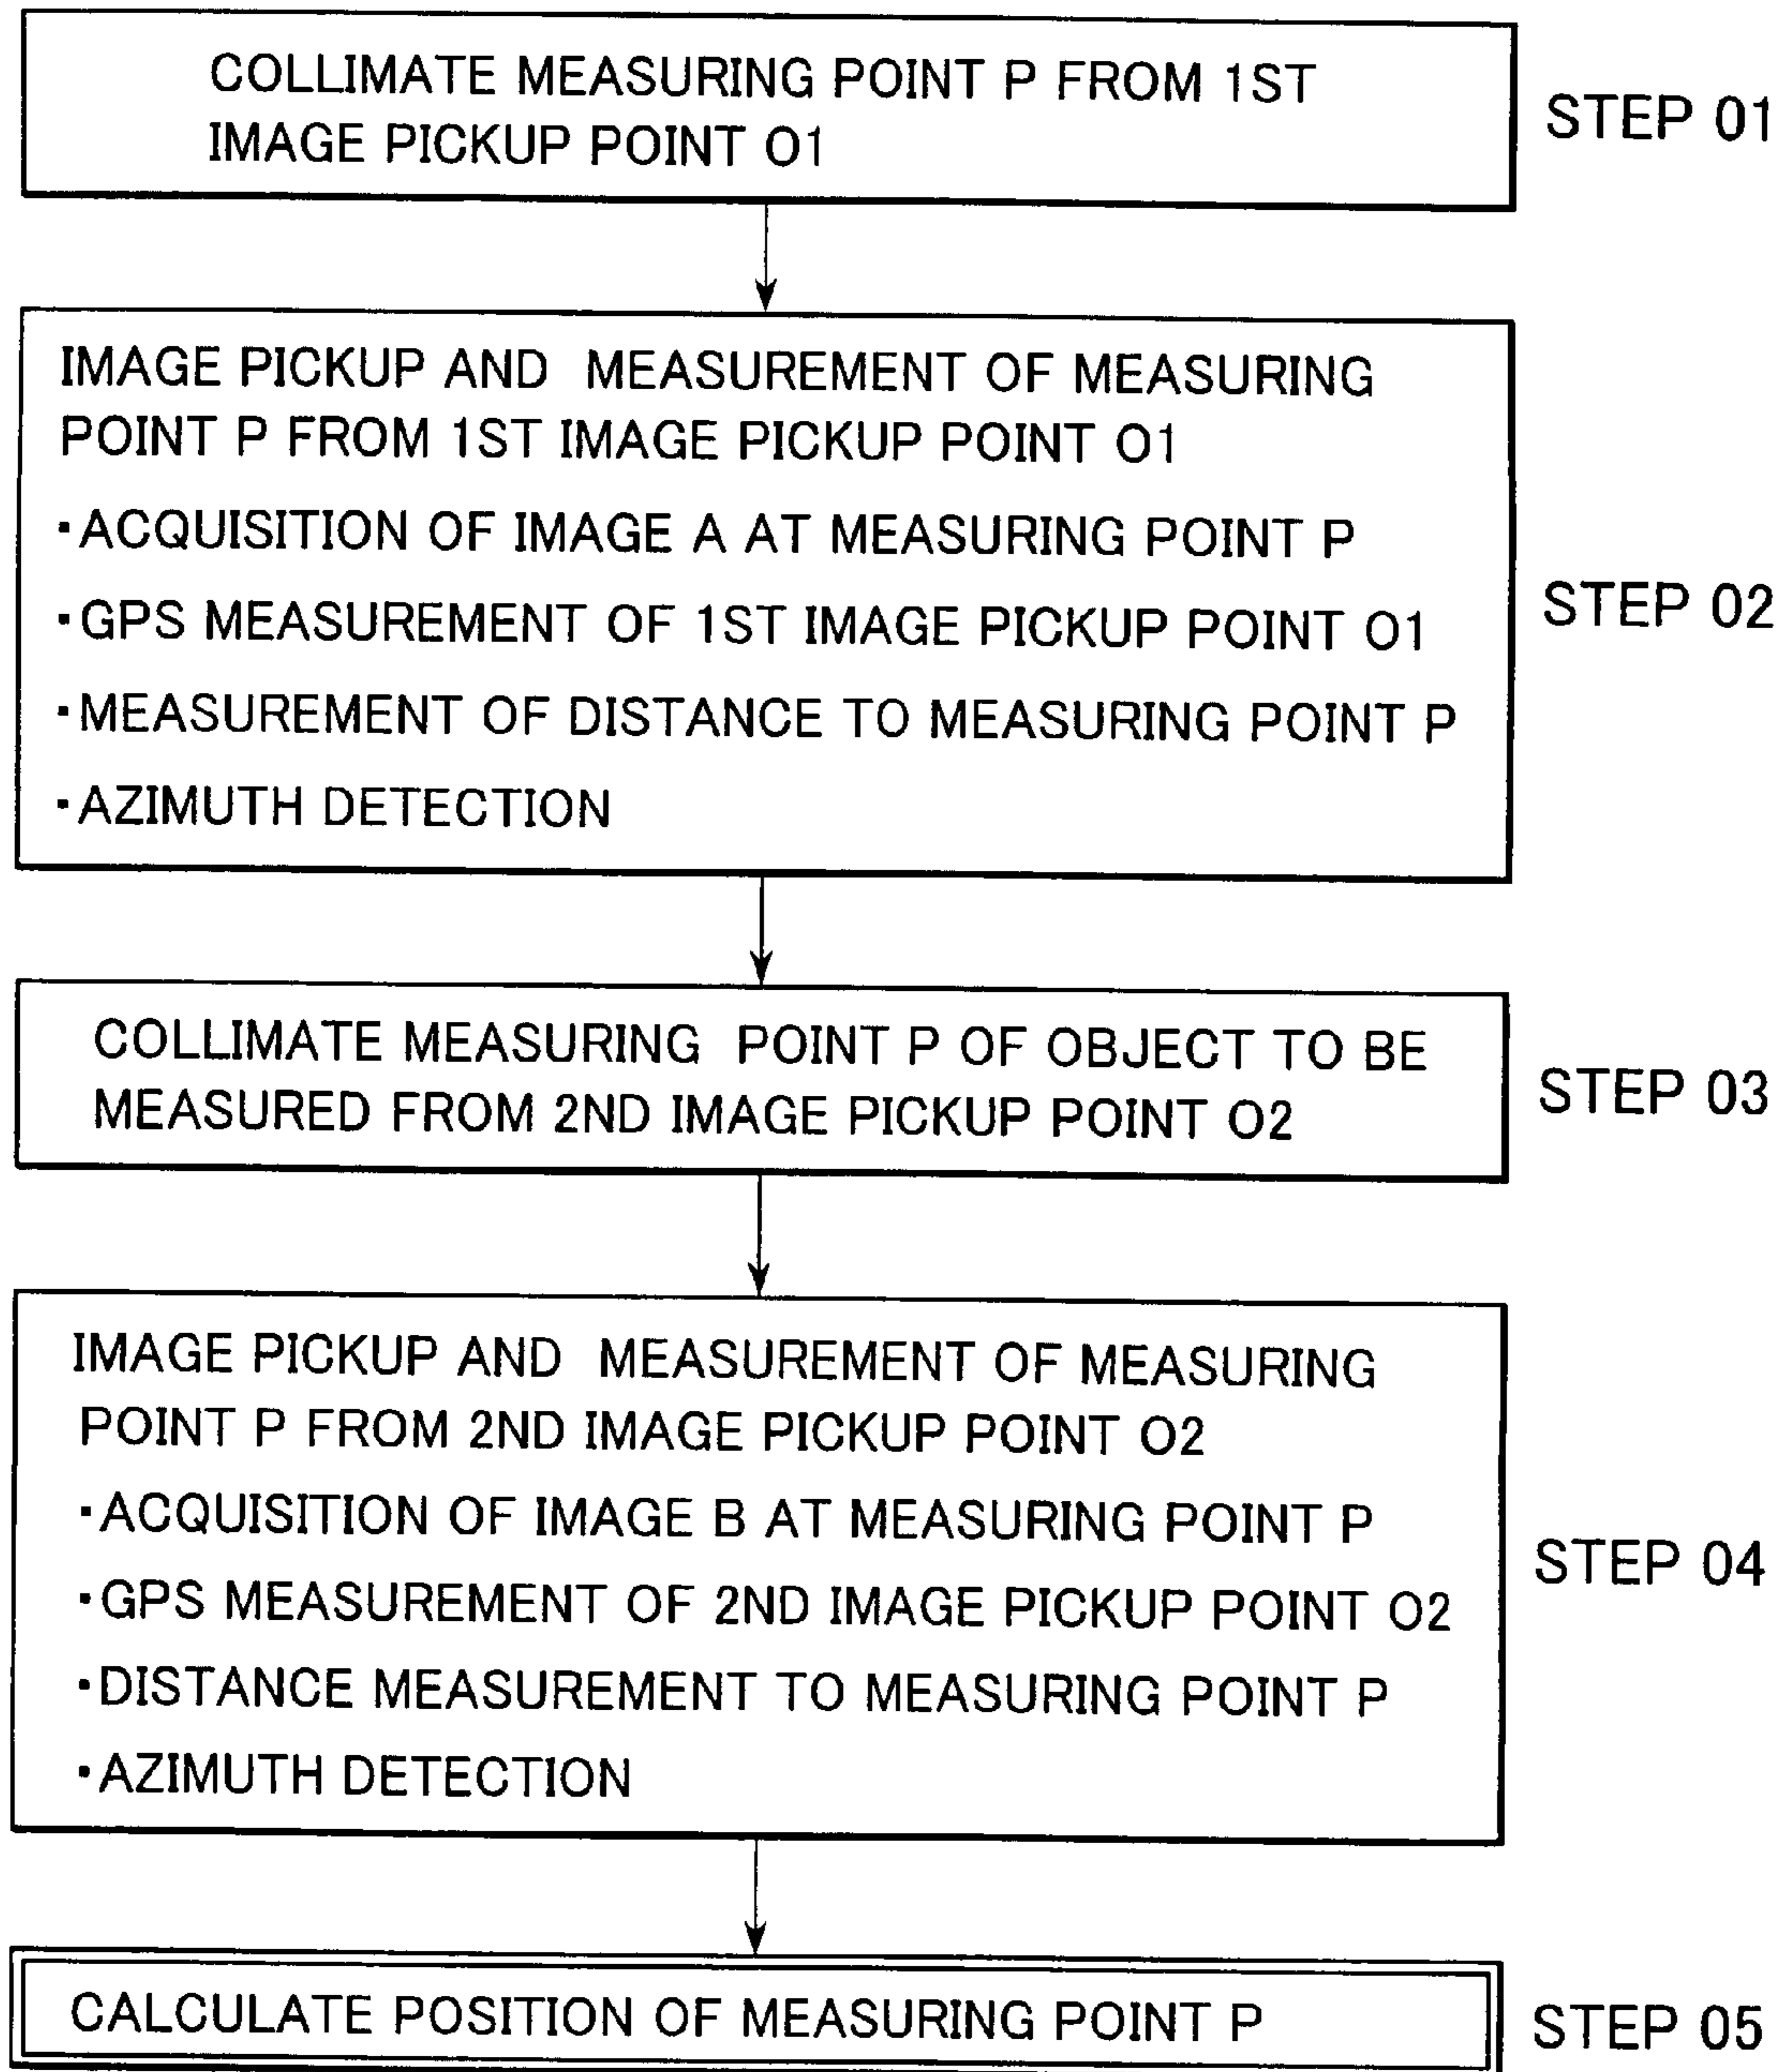 COLLIMATE MEASURING POINT P FROM 1ST
IMAGE PICKUP POINT O1
STEP 01
IMAGE PICKUP AND MEASUREMENT OF MEASURING
POINT P FROM 1ST IMAGE PICKUP POINT O1
・ACQUISITION OF IMAGE A AT MEASURING POINT P
・GPS MEASUREMENT OF 1ST IMAGE PICKUP POINT O1
・MEASUREMENT OF DISTANCE TO MEASURING POINT P
・AZIMUTH DETECTION
STEP 02
COLLIMATE MEASURING POINT P OF OBJECT TO BE
MEASURED FROM 2ND IMAGE PICKUP POINT O2
STEP 03
IMAGE PICKUP AND MEASUREMENT OF MEASURING
POINT P FROM 2ND IMAGE PICKUP POINT O2
・ACQUISITION OF IMAGE B AT MEASURING POINT P
・GPS MEASUREMENT OF 2ND IMAGE PICKUP POINT O2
・DISTANCE MEASUREMENT TO MEASURING POINT P
・AZIMUTH DETECTION
STEP 04
CALCULATE POSITION OF MEASURING POINT P
STEP 05